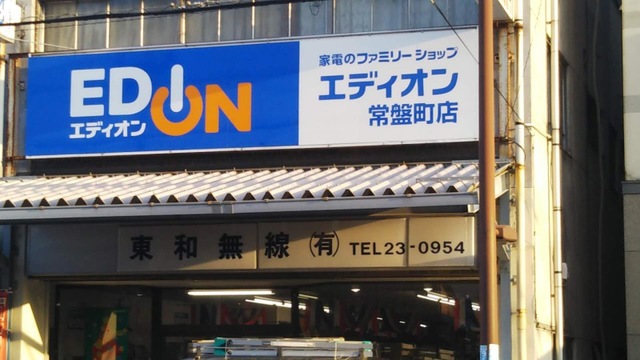 EDION
エディオン
家電のファミリーショップ
エディオン
常盤町店
東和無線(有) TEL23-0954